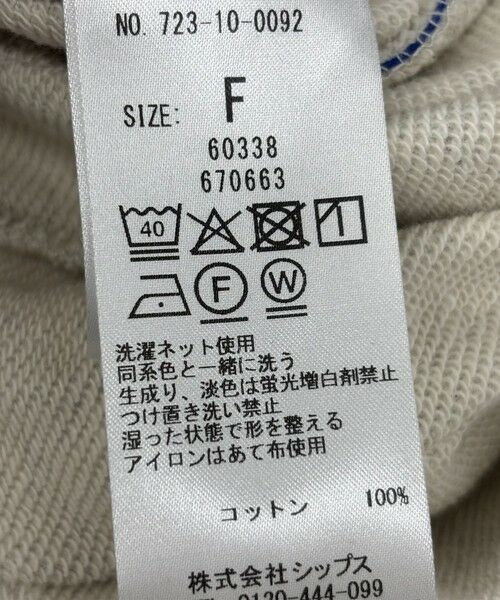 NO. 723-10-0092
SIZE: F
60338
670663
40
F W
洗濯ネット使用
同系色と一緒に洗う
生成り、淡色は蛍光増白剤禁止
つけ置き洗い禁止
湿った状態で形を整える
アイロンはあて布使用
コットン 100%
株式会社シップス
TEL 0120-444-099